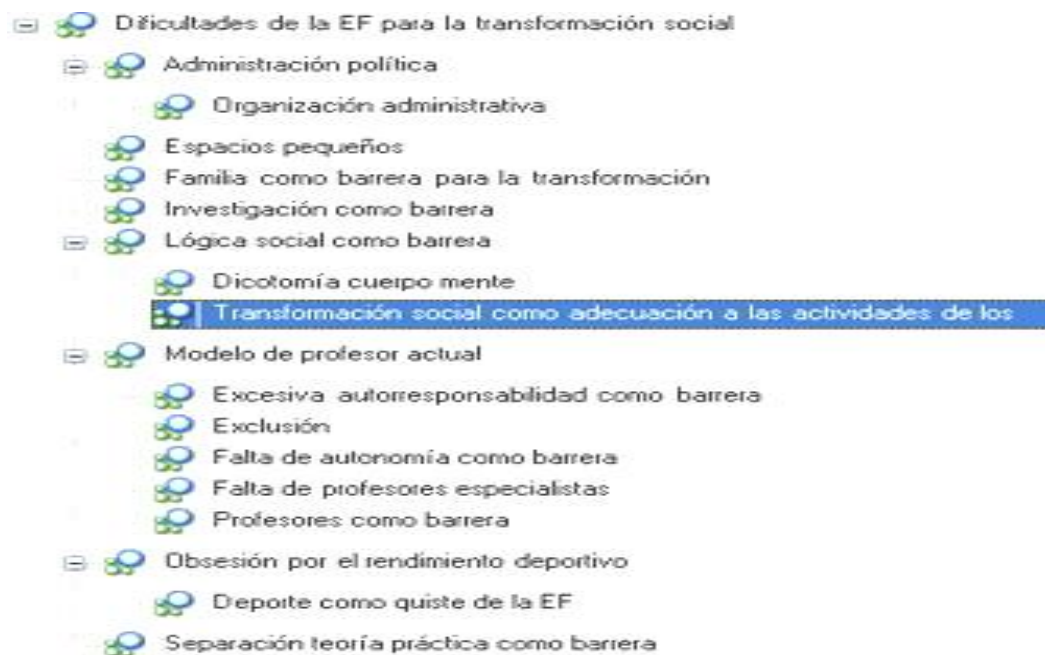 Dificultades de la EF para la transformación social
Administración política
Organización administrativa
Espacios pequeños
Familia como barrera para la transformación
Investigación como barrera
Lógica social como barrera
Dicotomía cuerpo mente
Transformación social como adecuación a las actividades de los
Modelo de profesor actual
Excesiva autorresponsabilidad como barrera
Exclusión
Falta de autonomía como barrera
Falta de profesores especialistas
Profesores como barrera
Obsesión por el rendimiento deportivo
Deporte como quiste de la EF
Separación teoría práctica como barrera